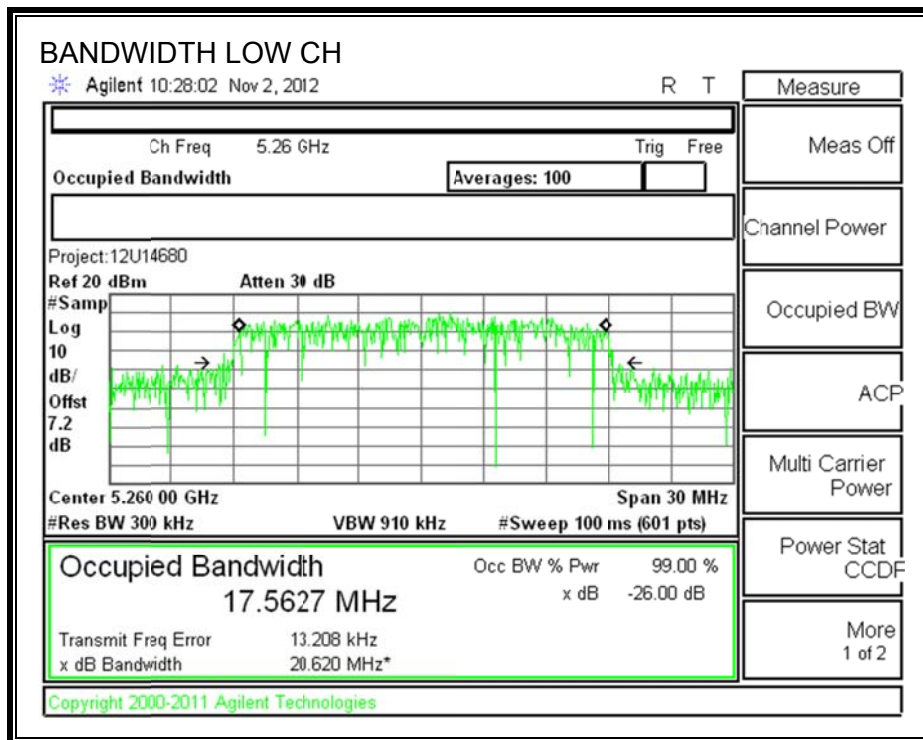 BANDWIDTH LOW CH
Agilent 10:28:02 Nov 2, 2012 R T
Ch Freq 5.26 GHz Trig Free
Occupied Bandwidth Averages: 100
Project:12U14680
Ref 20 dBm Atten 30 dB
#Samp
Log
10
dB/
Offst
7.2
dB
Center 5.260 00 GHz Span 30 MHz
#Res BW 300 kHz VBW 910 kHz #Sweep 100 ms (601 pts)
Occupied Bandwidth Occ BW % Pwr 99.00 %
17.5627 MHz x dB -26.00 dB
Transmit Freq Error 13.208 kHz
x dB Bandwidth 20.620 MHz*
Copyright 2000-2011 Agilent Technologies
Measure
Meas Off
Channel Power
Occupied BW
ACP
Multi Carrier
Power
Power Stat
CCDF
More
1 of 2